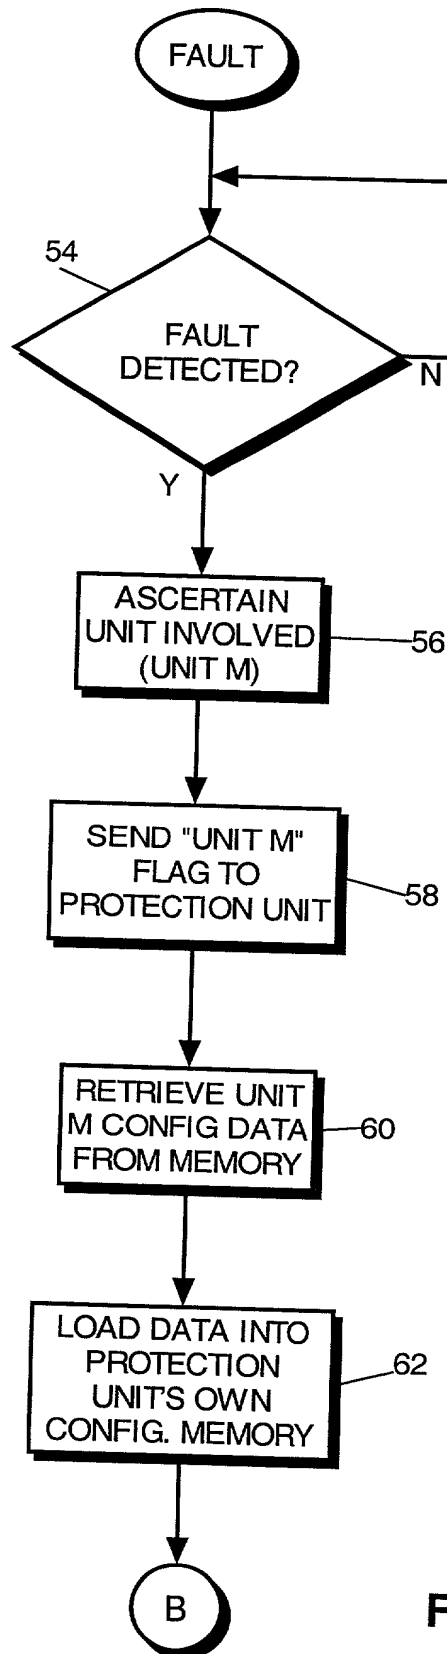 FAULT
54
FAULT
DETECTED?
N
Y
ASCERTAIN
UNIT INVOLVED
(UNIT M)
56
SEND "UNIT M"
FLAG TO
PROTECTION UNIT
58
RETRIEVE UNIT
M CONFIG DATA
FROM MEMORY
60
LOAD DATA INTO
PROTECTION
UNIT'S OWN
CONFIG. MEMORY
62
B
F